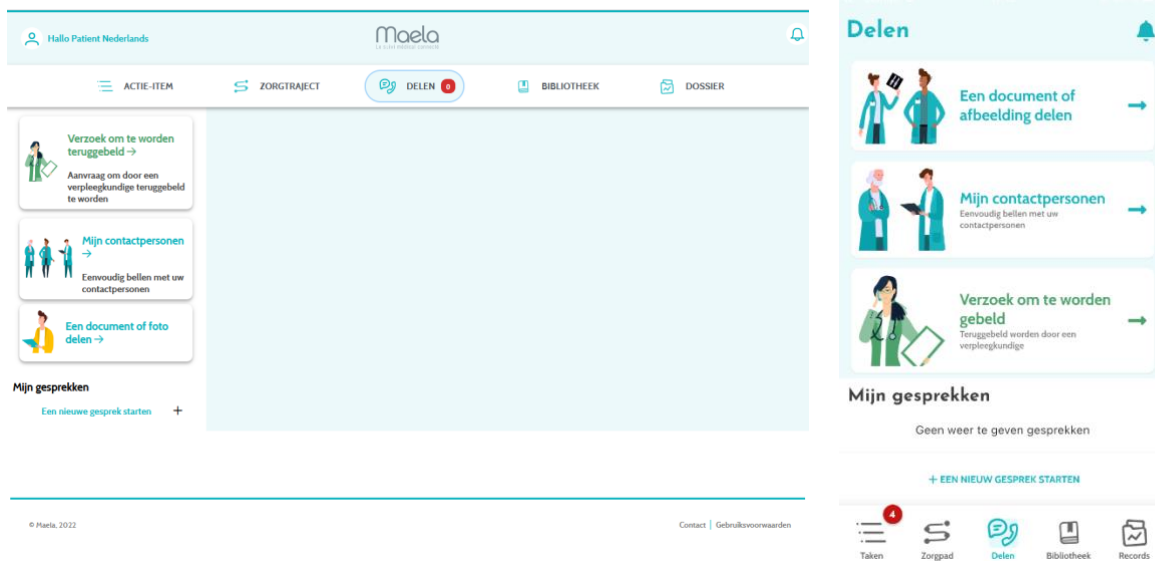 Hallo Patient Nederlands
Maela
ACTIE-ITEM
ZORGTRAJECT
DELEN 0
BIBLIOTHEEK
DOSSIER
Verzoek om te worden
teruggebeld →
Aanvraag om door een
verpleegkundige teruggebeld
te worden
Mijn contactpersonen
→
Eenvoudig bellen met uw
contactpersonen
Een document of foto
delen →
Mijn gesprekken
Een nieuwe gesprek starten +
© Maela, 2022
Contact | Gebruiksvoorwaarden
Delen
Een document of
afbeelding delen →
Mijn contactpersonen →
Eenvoudig bellen met uw
contactpersonen
Verzoek om te worden
gebeld →
Teruggebeld worden door een
verpleegkundige
Mijn gesprekken
Geen weer te geven gesprekken
+ EEN NIEUW GESPREK STARTEN
4
Taken
Zorgpad
Delen
Bibliotheek
Records